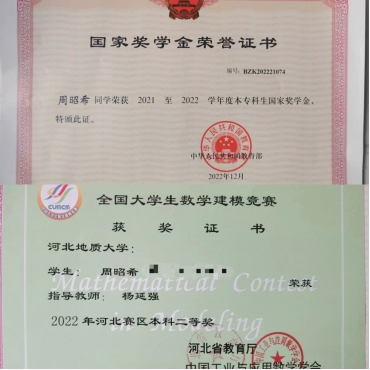 国家奖学金荣誉证书
编号: BZK202221074
周昭希 同学荣获 2021 至 2022 学年度本专科生国家奖学金,
特颁此证。
中华人民共和国教育部
2022年12月
CUMCM
全国大学生数学建模竞赛
获 奖 证 书
河北地质大学:
学生: 周昭希
Mathematical Contest
荣获
指导教师: 杨延强
in Modeling
2022 年河北赛区本科二等奖
河北省教育厅
中国工业与应用数学学会